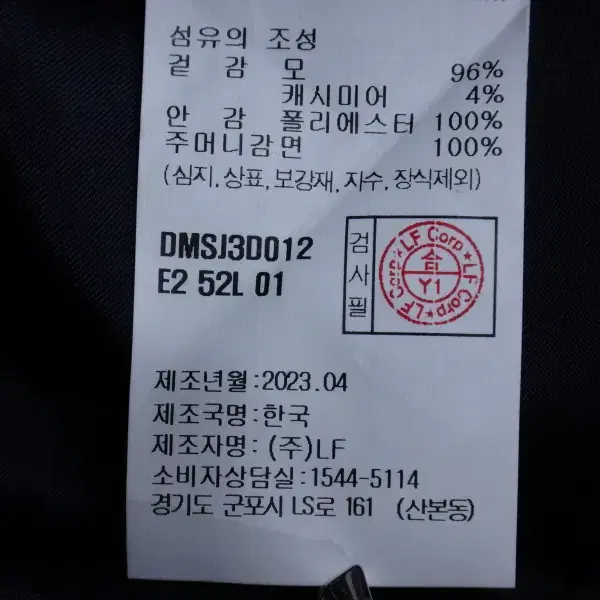 섬유의 조성
겉 감 모 96%
캐시미어 4%
안 감 폴리에스터 100%
주머니감면 100%
(심지,상표,보강재,자수,장식제외)
DMSJ3D012
E2 52L 01
검사필
LF Corp★LF Corp★LF Corp★
合
Y1
제조년월:2023.04
제조국명:한국
제조자명:(주)LF
소비자상담실:1544-5114
경기도 군포시 LS로 161 (산본동)